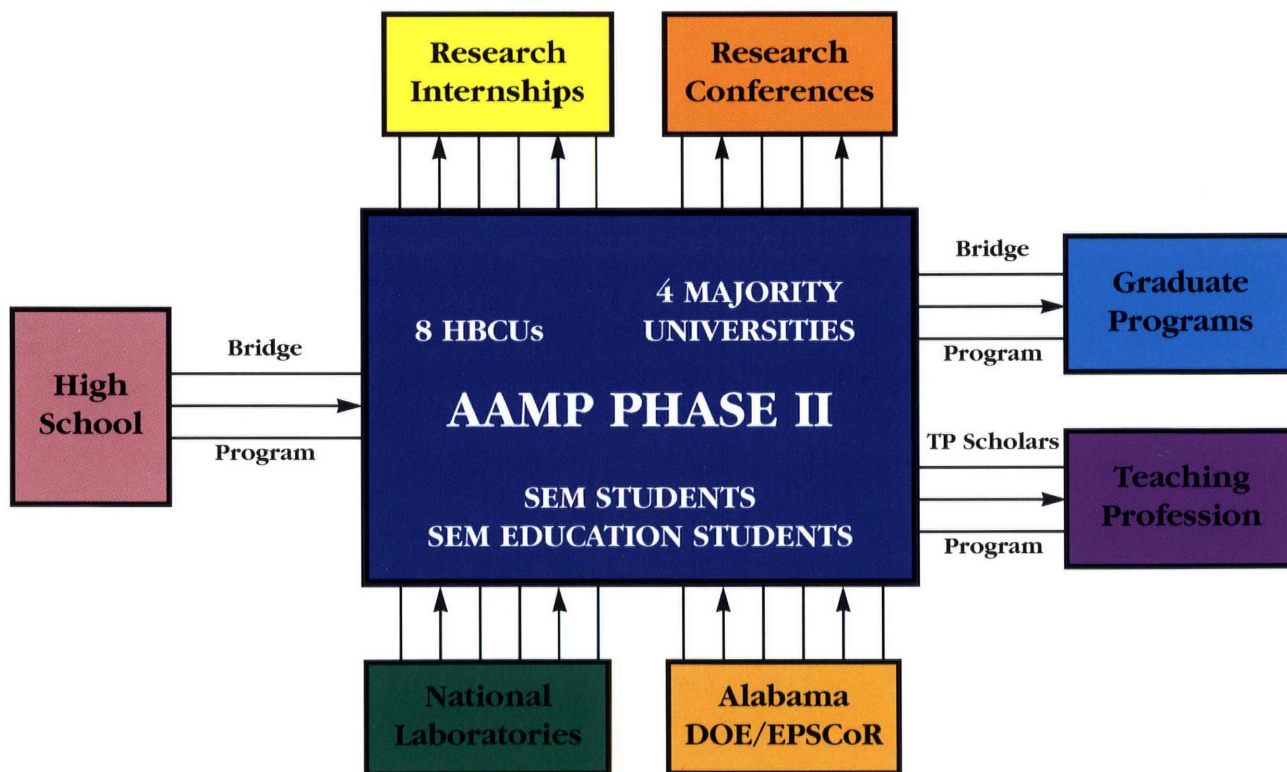 Research
Internships
Research
Conferences
High
School
Bridge
Program
8 HBCUs
4 MAJORITY
UNIVERSITIES
AAMP PHASE II
SEM STUDENTS
SEM EDUCATION STUDENTS
Bridge
Program
Graduate
Programs
TP Scholars
Program
Teaching
Profession
National
Laboratories
Alabama
DOE/EPSCoR